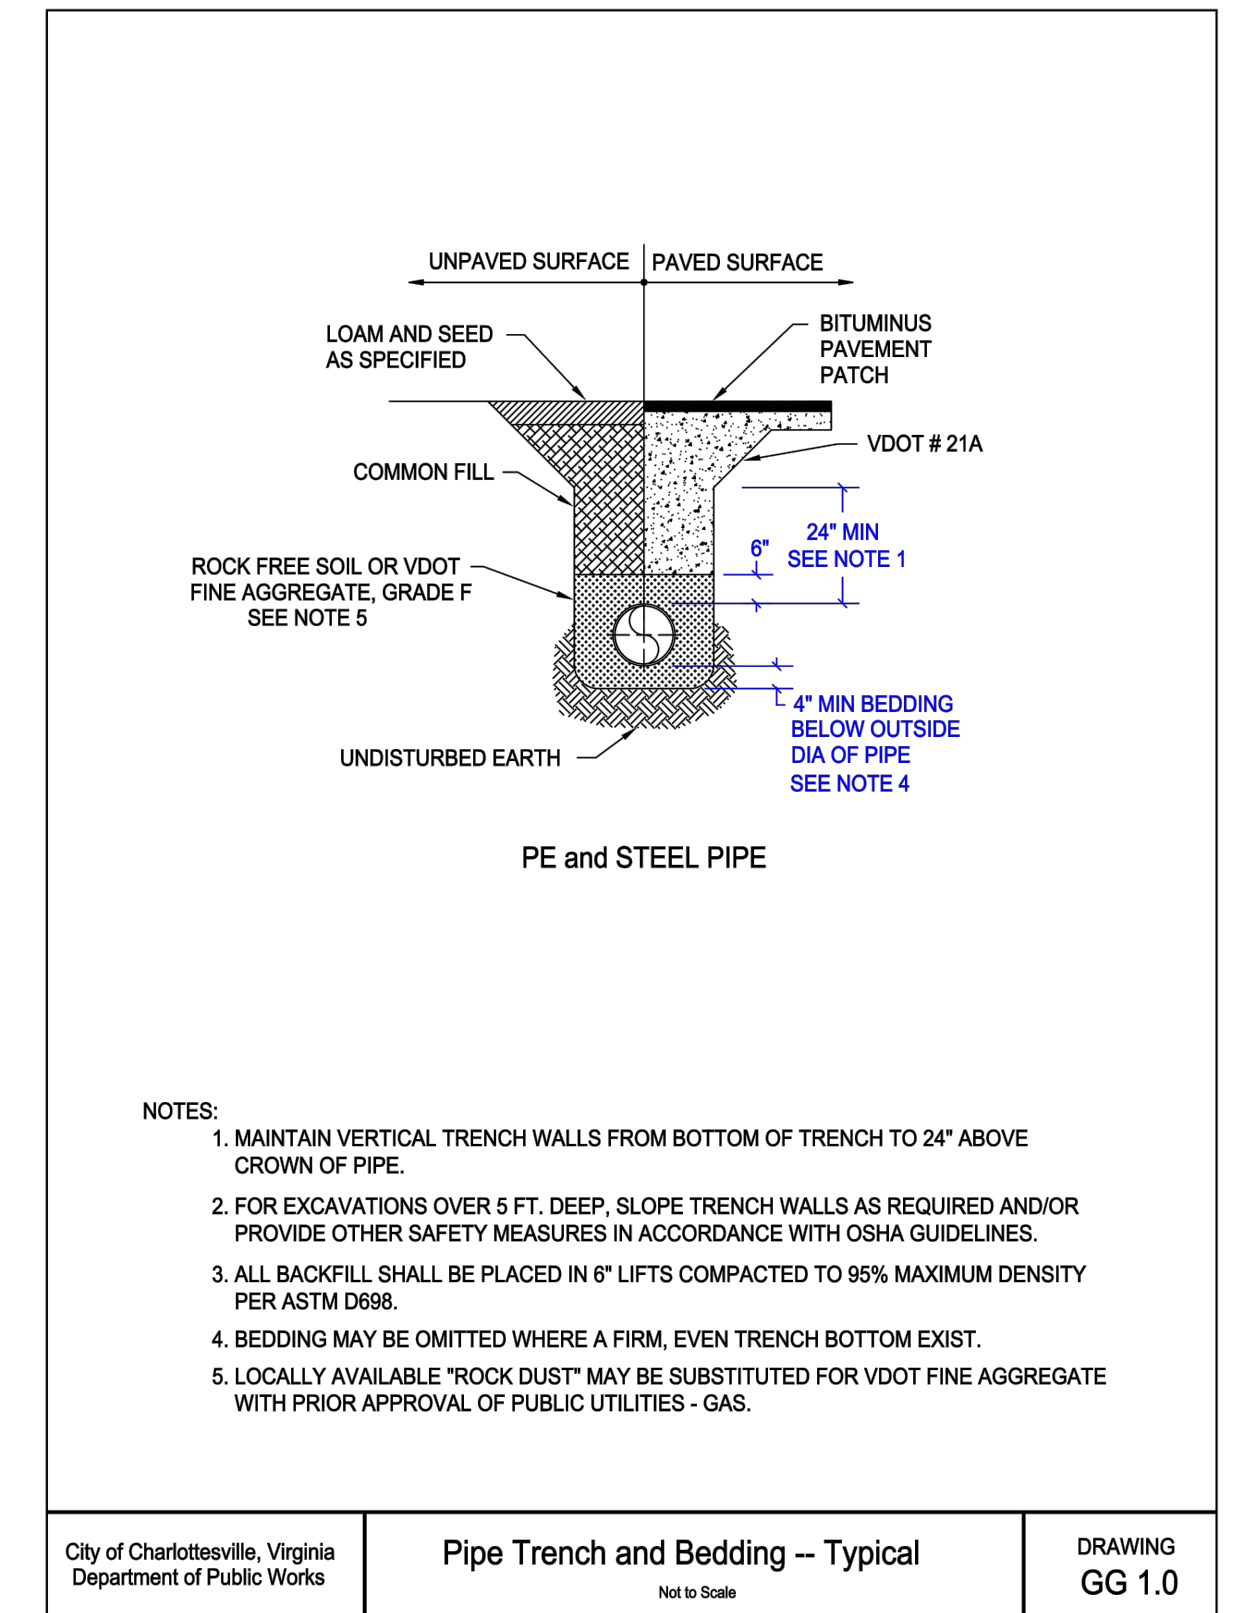 UNPAVED SURFACE
PAVED SURFACE
LOAM AND SEED
AS SPECIFIED
BITUMINUS
PAVEMENT
PATCH
VDOT # 21A
COMMON FILL
24" MIN
SEE NOTE 1
6"
ROCK FREE SOIL OR VDOT
FINE AGGREGATE, GRADE F
SEE NOTE 5
4" MIN BEDDING
BELOW OUTSIDE
DIA OF PIPE
SEE NOTE 4
UNDISTURBED EARTH
PE and STEEL PIPE
NOTES:
1. MAINTAIN VERTICAL TRENCH WALLS FROM BOTTOM OF TRENCH TO 24" ABOVE
CROWN OF PIPE.
2. FOR EXCAVATIONS OVER 5 FT. DEEP, SLOPE TRENCH WALLS AS REQUIRED AND/OR
PROVIDE OTHER SAFETY MEASURES IN ACCORDANCE WITH OSHA GUIDELINES.
3. ALL BACKFILL SHALL BE PLACED IN 6" LIFTS COMPACTED TO 95% MAXIMUM DENSITY
PER ASTM D698.
4. BEDDING MAY BE OMITTED WHERE A FIRM, EVEN TRENCH BOTTOM EXIST.
5. LOCALLY AVAILABLE "ROCK DUST" MAY BE SUBSTITUTED FOR VDOT FINE AGGREGATE
WITH PRIOR APPROVAL OF PUBLIC UTILITIES - GAS.
City of Charlottesville, Virginia
Department of Public Works
Pipe Trench and Bedding -- Typical
Not to Scale
DRAWING
GG 1.0